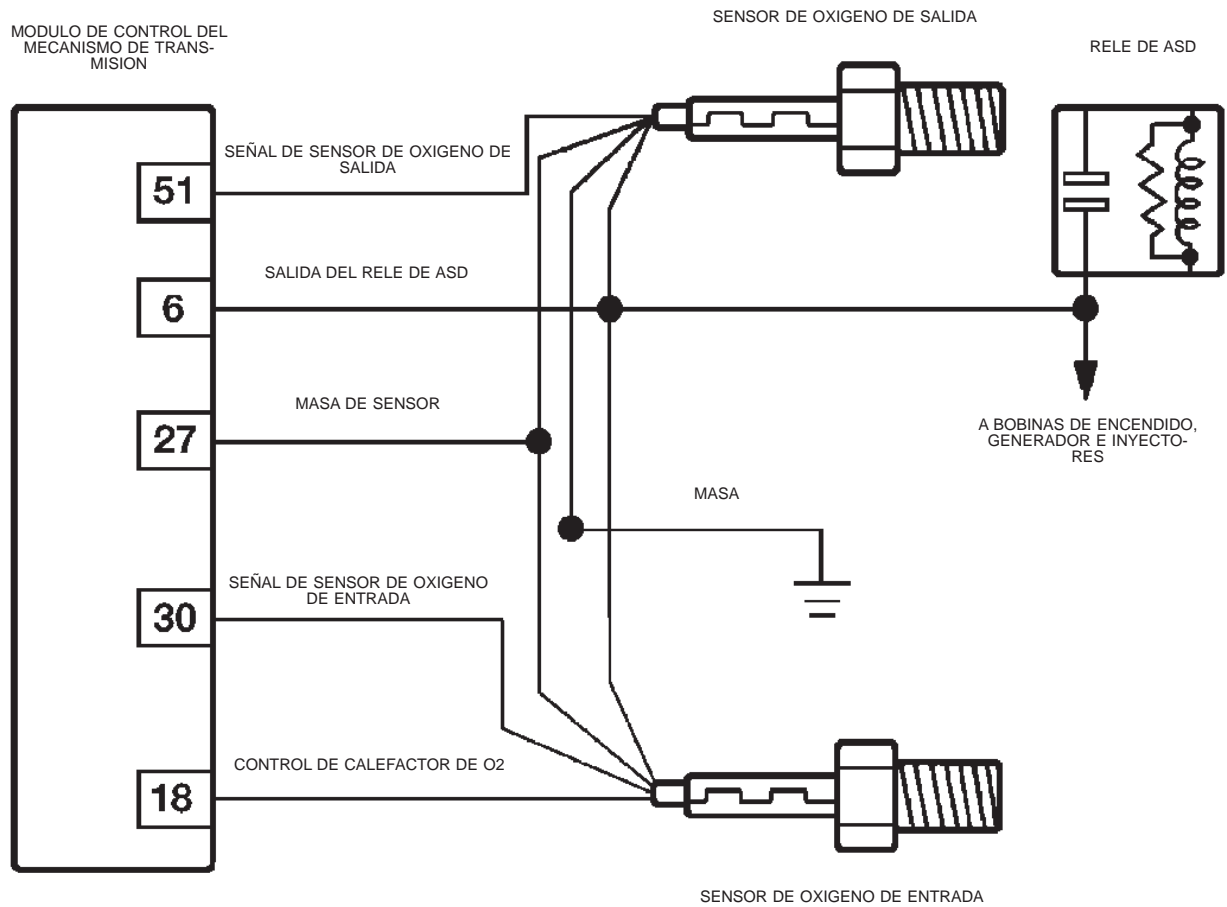 SENSOR DE OXIGENO DE SALIDA
MODULO DE CONTROL DEL
MECANISMO DE TRANS-
MISION
RELE DE ASD
SEÑAL DE SENSOR DE OXIGENO DE
SALIDA
51
SALIDA DEL RELE DE ASD
6
MASA DE SENSOR
27
A BOBINAS DE ENCENDIDO,
GENERADOR E INYECTO-
RES
MASA
SEÑAL DE SENSOR DE OXIGENO
DE ENTRADA
30
CONTROL DE CALEFACTOR DE O2
18
SENSOR DE OXIGENO DE ENTRADA